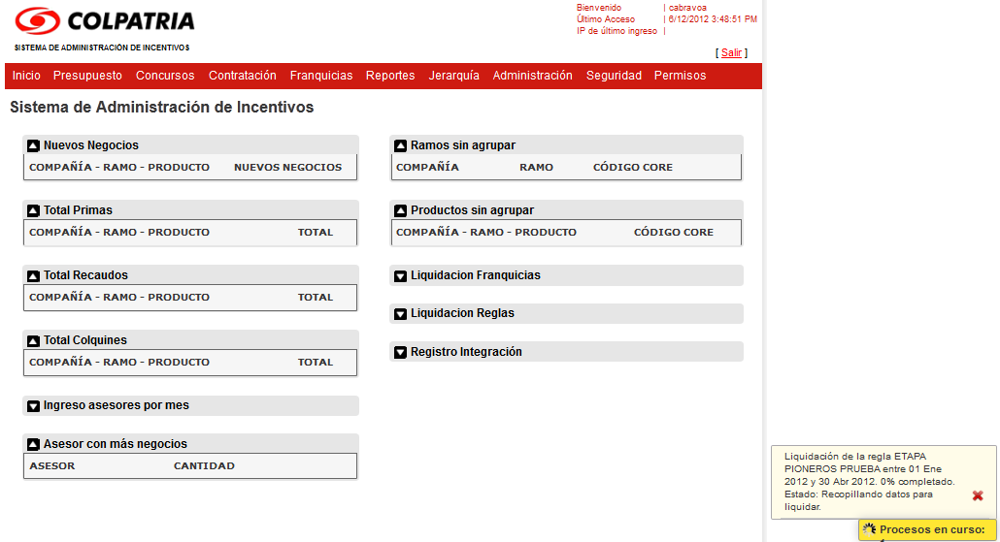 COLPATRIA
SISTEMA DE ADMINISTRACIÓN DE INCENTIVOS
Bienvenido | cabravoa
Último Acceso | 6/12/2012 3:48:51 PM
IP de último ingreso |
[ Salir ]
Inicio Presupuesto Concursos Contratación Franquicias Reportes Jerarquía Administración Seguridad Permisos
Sistema de Administración de Incentivos
Nuevos Negocios
COMPAÑÍA - RAMO - PRODUCTO NUEVOS NEGOCIOS
Total Primas
COMPAÑÍA - RAMO - PRODUCTO TOTAL
Total Recaudos
COMPAÑÍA - RAMO - PRODUCTO TOTAL
Total Colquines
COMPAÑÍA - RAMO - PRODUCTO TOTAL
Ingreso asesores por mes
Asesor con más negocios
ASESOR CANTIDAD
Ramos sin agrupar
COMPAÑÍA RAMO CÓDIGO CORE
Productos sin agrupar
COMPAÑÍA - RAMO - PRODUCTO CÓDIGO CORE
Liquidacion Franquicias
Liquidacion Reglas
Registro Integración
Liquidación de la regla ETAPA
PIONEROS PRUEBA entre 01 Ene
2012 y 30 Abr 2012. 0% completado.
Estado: Recopillando datos para
liquidar.
Procesos en curso: